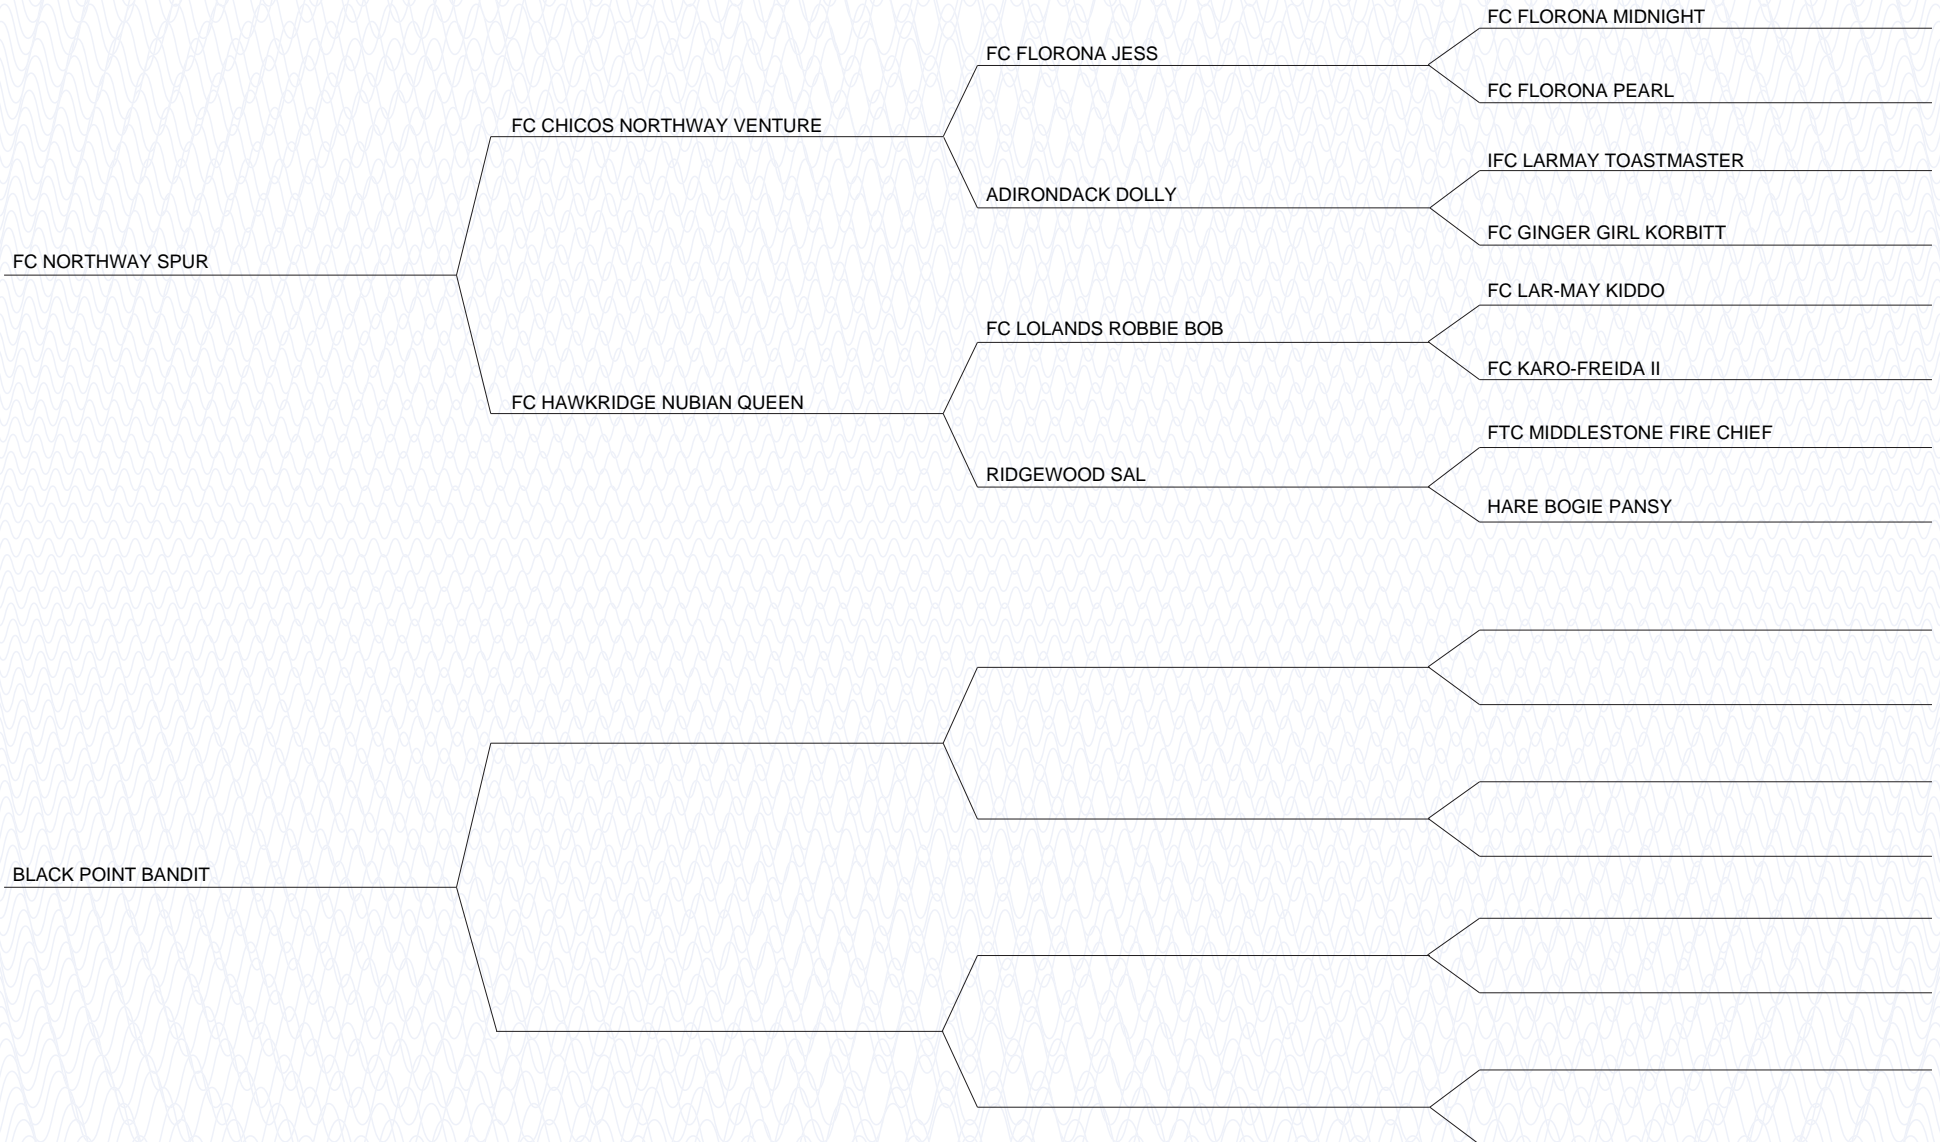 FC FLORONA MIDNIGHT
FC FLORONA JESS
FC FLORONA PEARL
FC CHICOS NORTHWAY VENTURE
IFC LARMAY TOASTMASTER
ADIRONDACK DOLLY
FC GINGER GIRL KORBITT
FC NORTHWAY SPUR
FC LAR-MAY KIDDO
FC LOLANDS ROBBIE BOB
FC KARO-FREIDA II
FC HAWKRIDGE NUBIAN QUEEN
FTC MIDDLESTONE FIRE CHIEF
RIDGEWOOD SAL
HARE BOGIE PANSY
BLACK POINT BANDIT